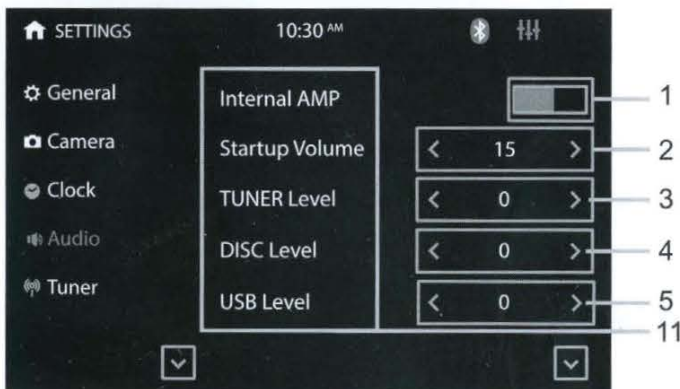 SETTINGS 10:30 AM
General Internal AMP 1
Camera Startup Volume < 15 > 2
Clock TUNER Level < 0 > 3
Audio DISC Level < 0 > 4
Tuner USB Level < 0 > 5
11